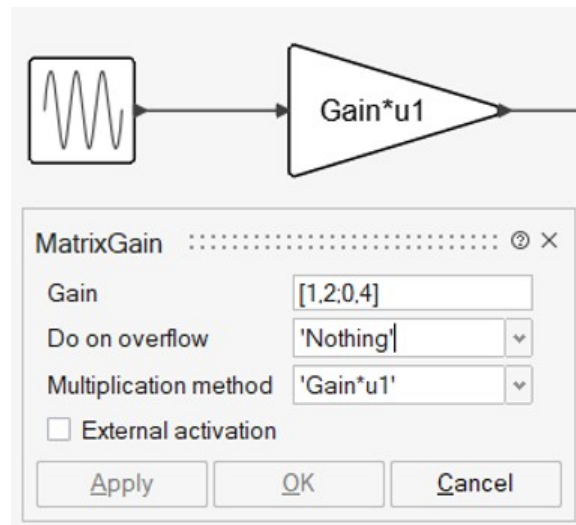 Gain*u1
MatrixGain
Gain [1,2;0,4]
Do on overflow 'Nothing'
Multiplication method 'Gain*u1'
External activation
Apply OK Cancel